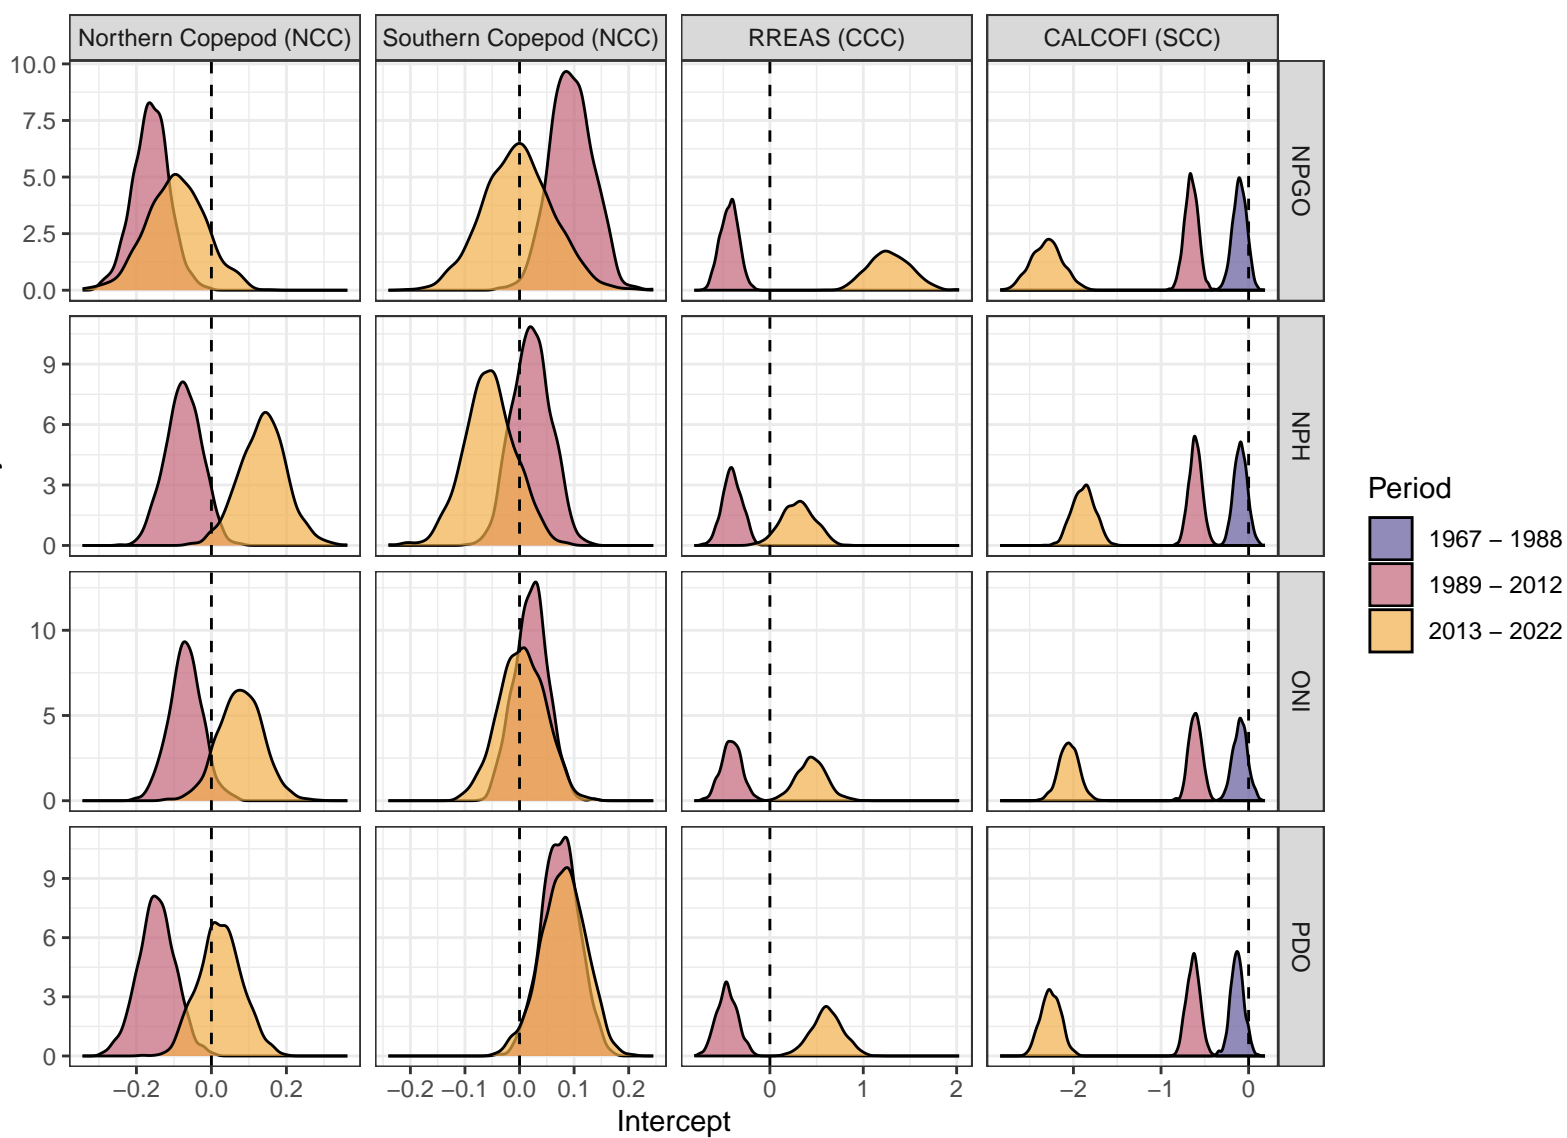 Northern Copepod (NCC) Southern Copepod (NCC) RREAS (CCC) CALCOFI (SCC)
10.0
7.5
5.0
2.5
0.0
NPGO
9
6
3
0
NPH
10
5
0
ONI
9
6
3
0
PDO
−0.2 0.0 0.2 −0.2 −0.1 0.0 0.1 0.2 0 1 2 −2 −1 0
Intercept
Period
1967 − 1988
1989 − 2012
2013 − 2022